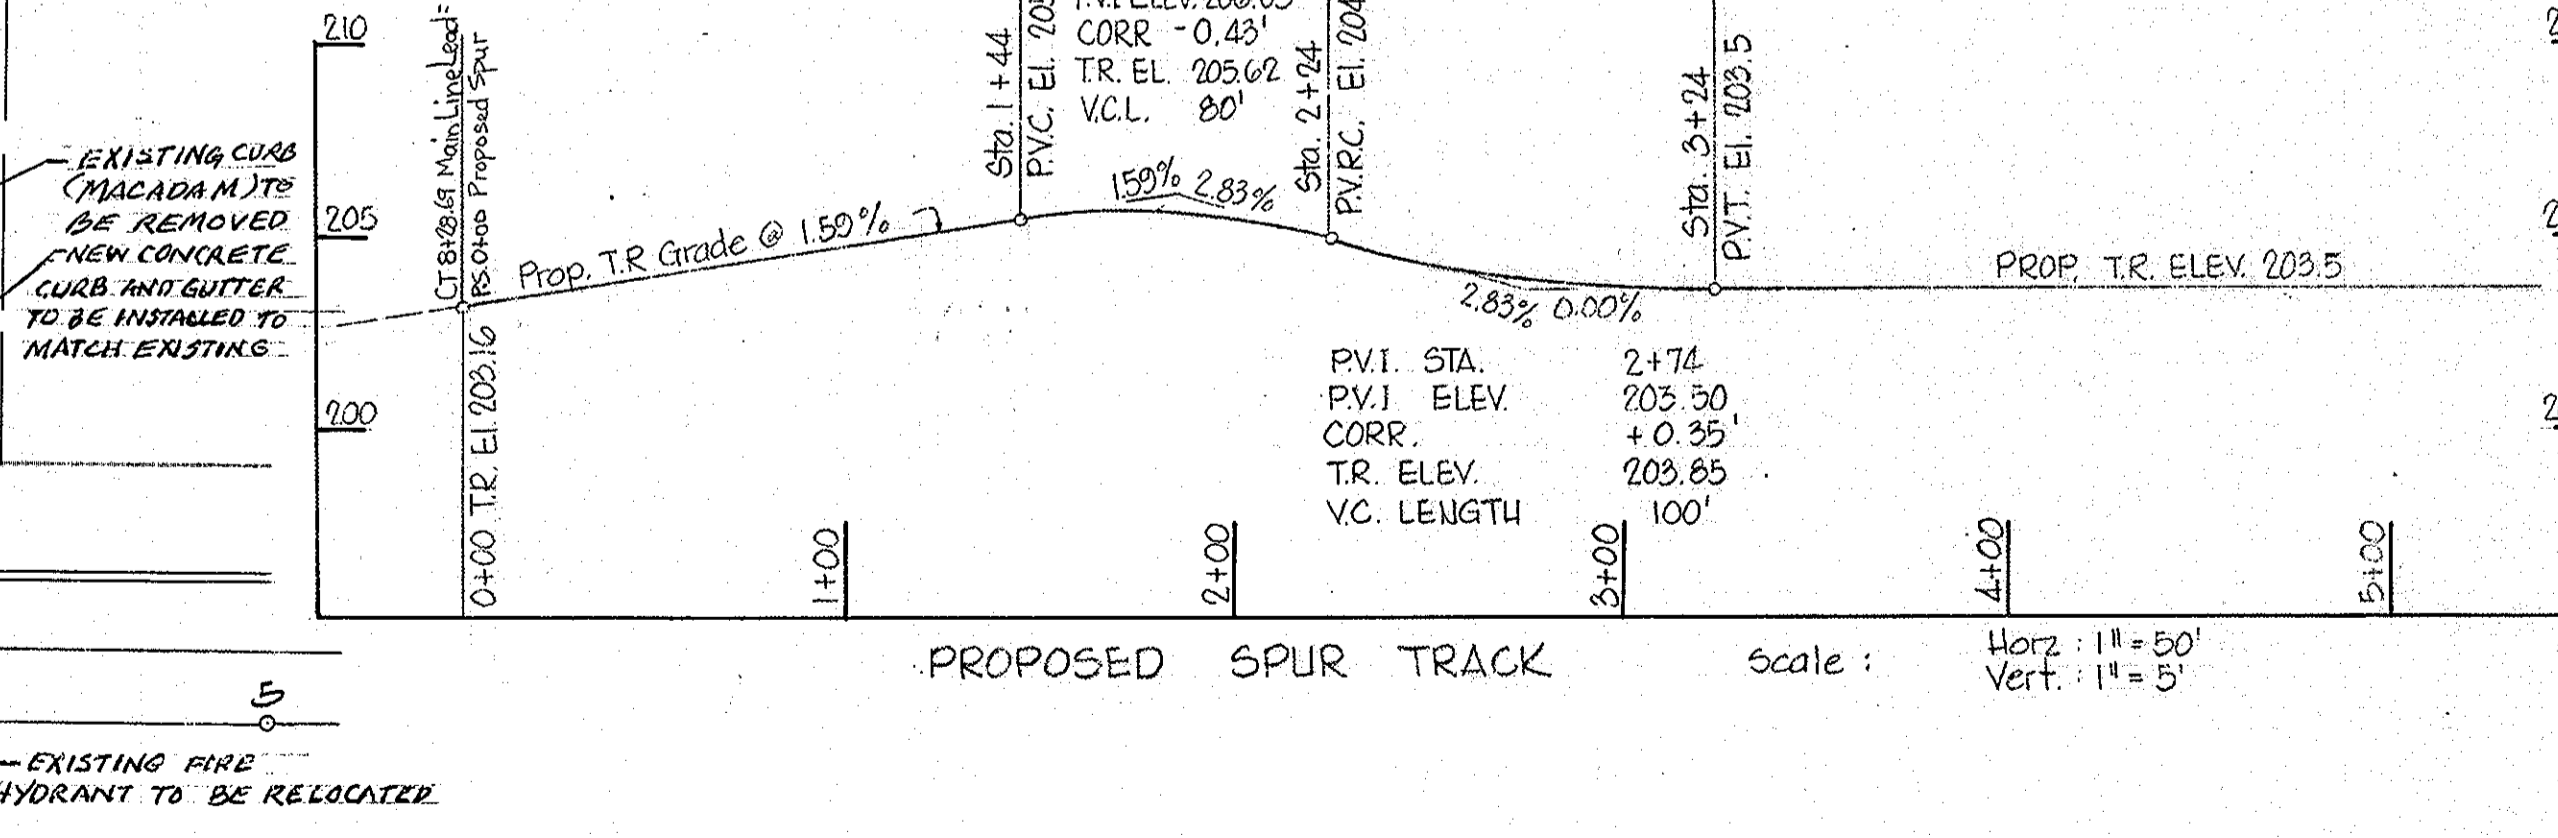 210
205
200
EXISTING CURB
(MACADAM) TO
BE REMOVED
NEW CONCRETE
CURB AND GUTTER
TO BE INSTALLED TO
MATCH EXISTING
CT 8+28.69 Main Line Lead=
P.S. 0+00 Proposed Spur
0+00 T.R. El. 203.16
Prop. T.R Grade @ 1.59%
Sta. 1+44
P.V.C. El. 205
CORR -0.43'
T.R. EL. 205.62
V.C.L. 80'
1.59% 2.83%
Sta. 2+24
P.V.R.C. El. 204
2.83% 0.00%
Sta. 3+24
P.V.T. El. 203.5
PROP. T.R. ELEV. 203.5
P.V.I. STA. 2+74
P.V.I ELEV. 203.50
CORR. +0.35'
T.R. ELEV. 203.85
V.C. LENGTH 100'
1+00
2+00
3+00
4+00
5+00
PROPOSED SPUR TRACK
Scale :
Horz : 1" = 50'
Vert. : 1" = 5'
5
EXISTING FIRE
HYDRANT TO BE RELOCATED